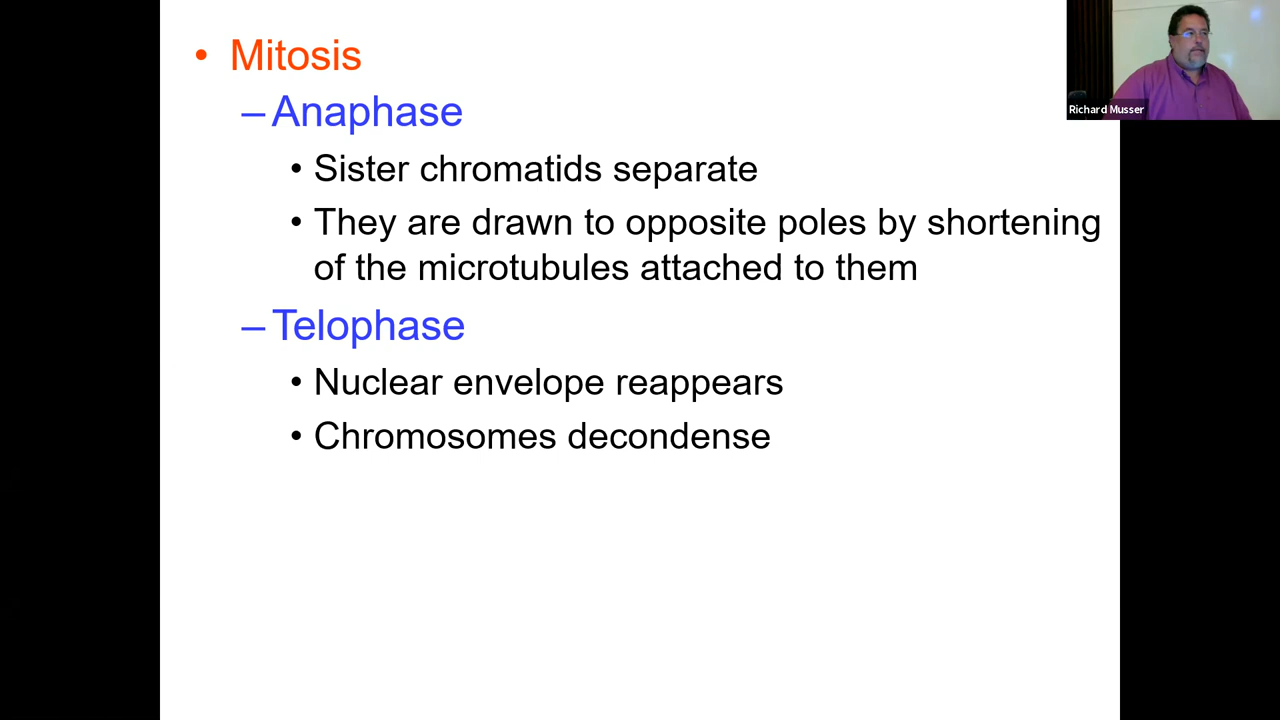 • Mitosis
– Anaphase
• Sister chromatids separate
• They are drawn to opposite poles by shortening
of the microtubules attached to them
– Telophase
• Nuclear envelope reappears
• Chromosomes decondense
Richard Musser